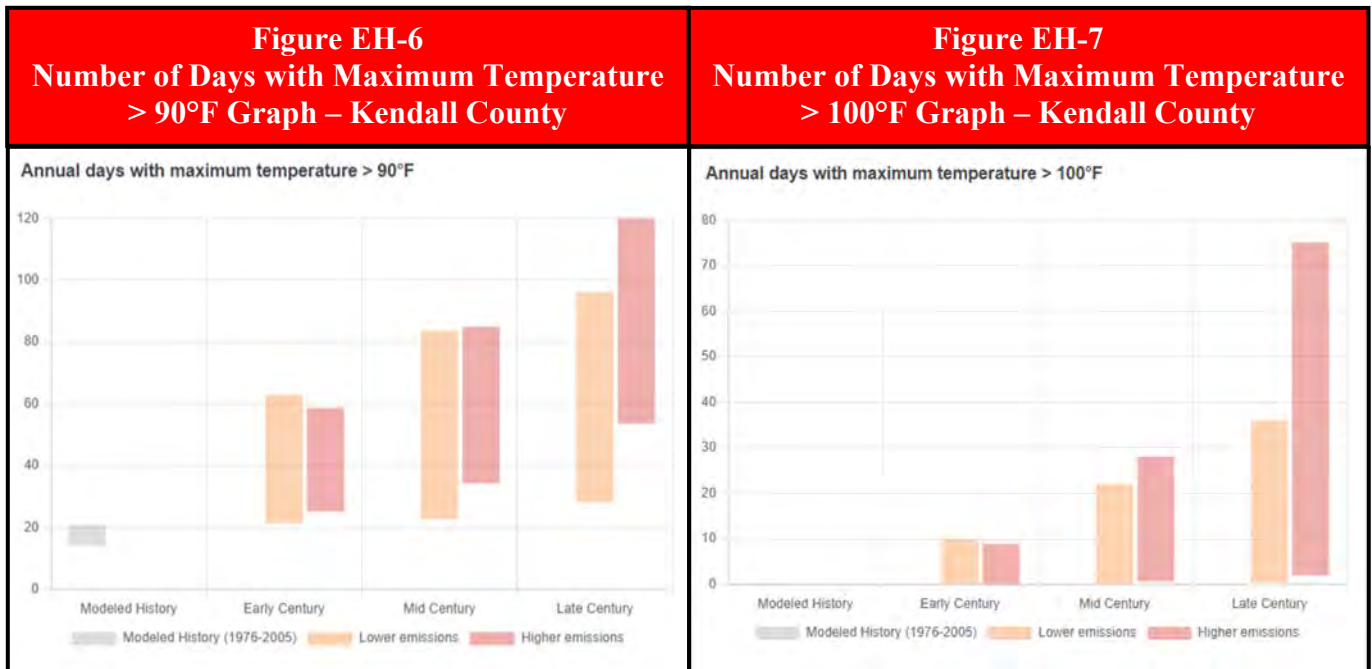 Figure EH-6
Number of Days with Maximum Temperature
> 90°F Graph – Kendall County
Figure EH-7
Number of Days with Maximum Temperature
> 100°F Graph – Kendall County
Annual days with maximum temperature > 90°F
120
100
80
60
40
20
0
Modeled History Early Century Mid Century Late Century
Modeled History (1976-2005) Lower emissions Higher emissions
Annual days with maximum temperature > 100°F
80
70
60
50
40
30
20
10
0
Modeled History Early Century Mid Century Late Century
Modeled History (1976-2005) Lower emissions Higher emissions